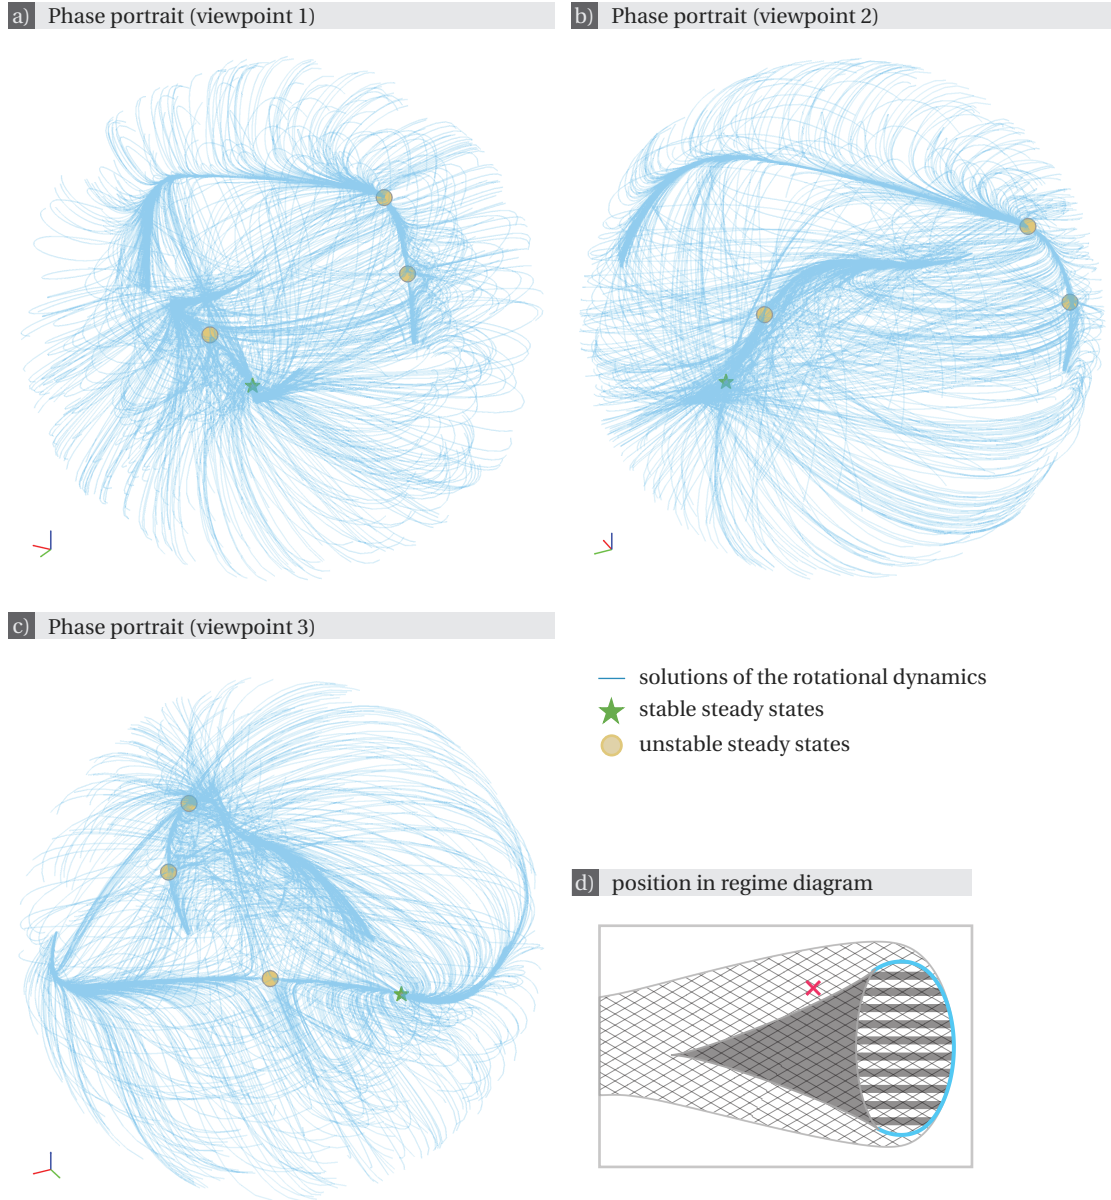 a) Phase portrait (viewpoint 1)
b) Phase portrait (viewpoint 2)
c) Phase portrait (viewpoint 3)
solutions of the rotational dynamics
stable steady states
unstable steady states
d) position in regime diagram